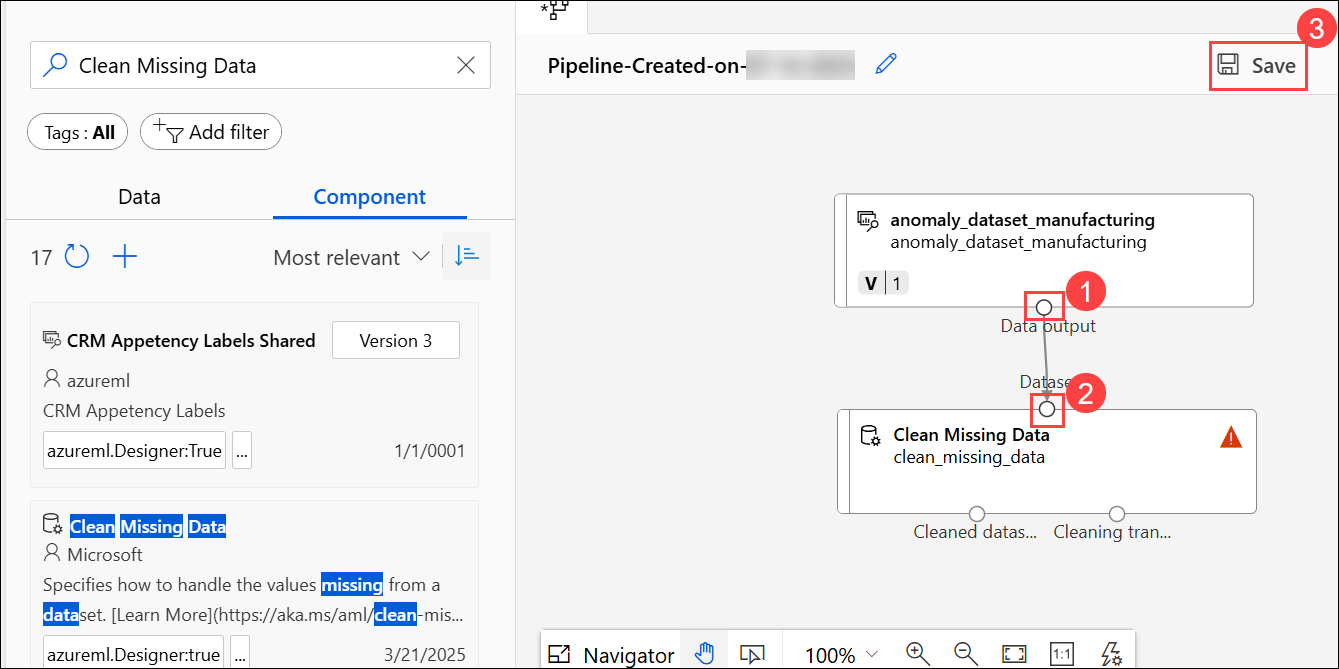 Clean Missing Data
Tags : All
Add filter
Data
Component
17
Most relevant
CRM Appetency Labels Shared
Version 3
azureml
CRM Appetency Labels
azureml.Designer:True
...
1/1/0001
Clean Missing Data
Microsoft
Specifies how to handle the values missing from a
dataset. [Learn More](https://aka.ms/aml/clean-mis...
azureml.Designer:true
...
3/21/2025
Pipeline-Created-on-
Save
3
anomaly_dataset_manufacturing
anomaly_dataset_manufacturing
V 1
1
Data output
Datase
2
Clean Missing Data
clean_missing_data
Cleaned datas...
Cleaning tran...
Navigator
100%
1:1